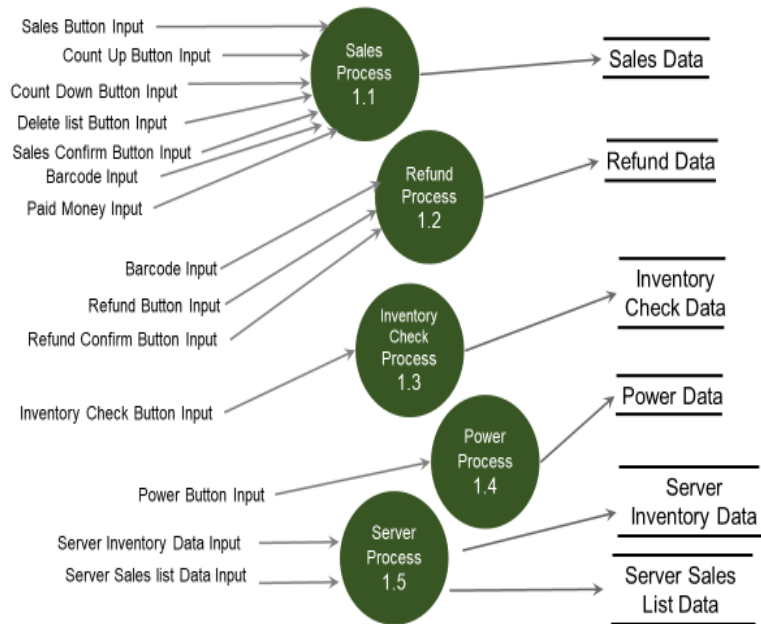 Sales Button Input
Count Up Button Input
Count Down Button Input
Delete list Button Input
Sales Confirm Button Input
Barcode Input
Paid Money Input
Sales
Process
1.1
Sales Data
Barcode Input
Refund Button Input
Refund Confirm Button Input
Refund
Process
1.2
Refund Data
Inventory Check Button Input
Inventory
Check
Process
1.3
Inventory
Check Data
Power Button Input
Power
Process
1.4
Power Data
Server Inventory Data Input
Server Sales list Data Input
Server
Process
1.5
Server
Inventory Data
Server Sales
List Data